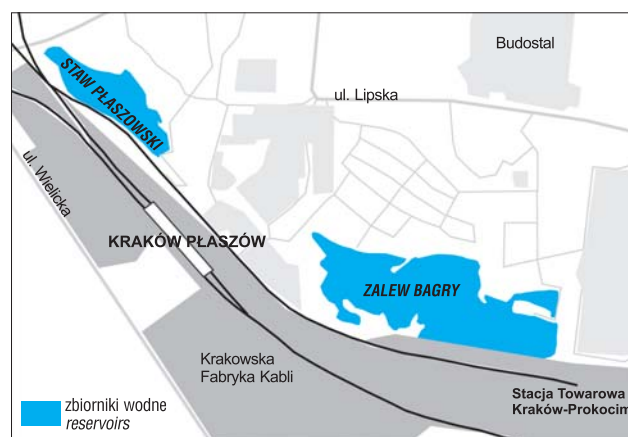 Budostal
STAW PŁASZOWSKI
ul. Lipska
ul. Wielicka
KRAKÓW PŁASZÓW
ZALEW BAGRY
Krakowska
Fabryka Kabli
Stacja Towarowa
Kraków-Prokocim
zbiorniki wodne
reservoirs